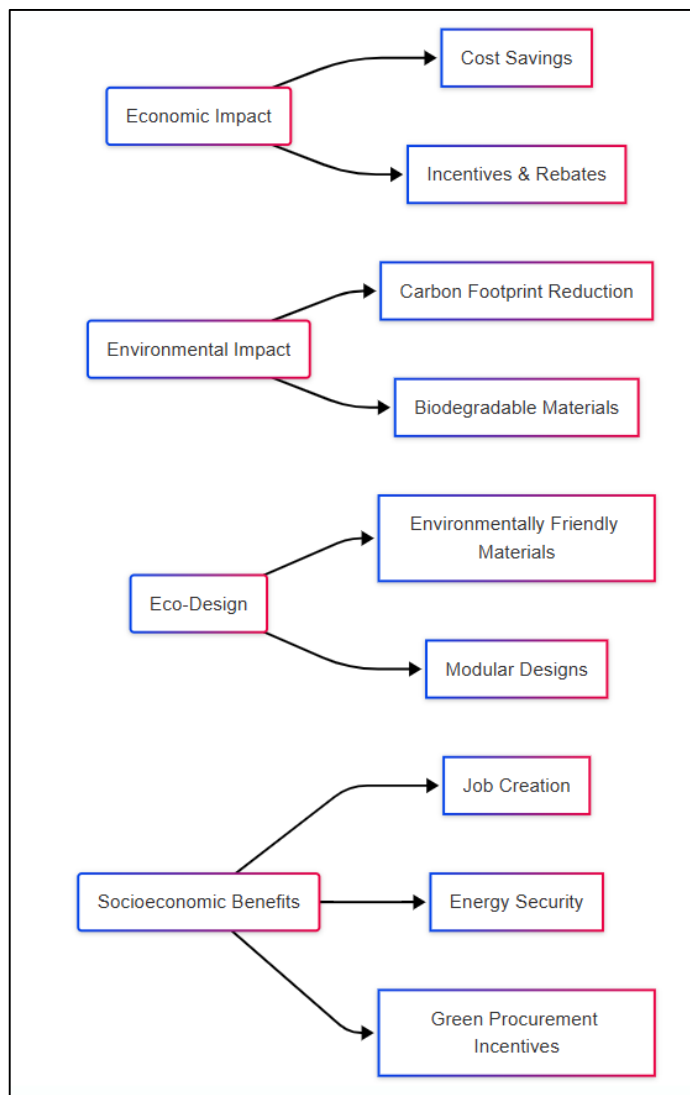 Cost Savings
Economic Impact
Incentives & Rebates
Carbon Footprint Reduction
Environmental Impact
Biodegradable Materials
Environmentally Friendly
Materials
Eco-Design
Modular Designs
Job Creation
Socioeconomic Benefits
Energy Security
Green Procurement
Incentives